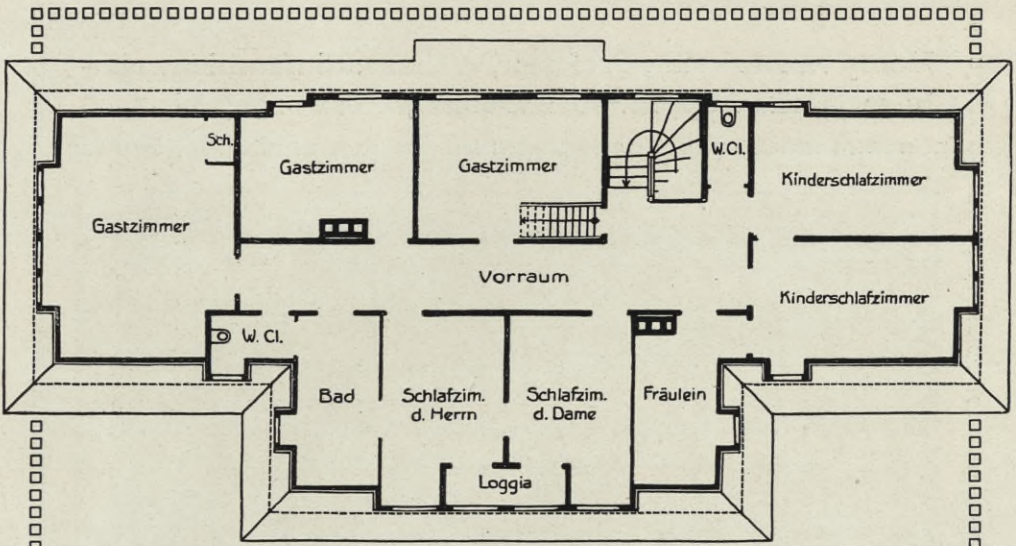 Sch.
Gastzimmer
Gastzimmer
W.Cl.
Kinderschlafzimmer
Gastzimmer
Vorraum
Kinderschlafzimmer
W. Cl.
Bad
Schlafzim.
d. Herrn
Schlafzim.
d. Dame
Fräulein
Loggia